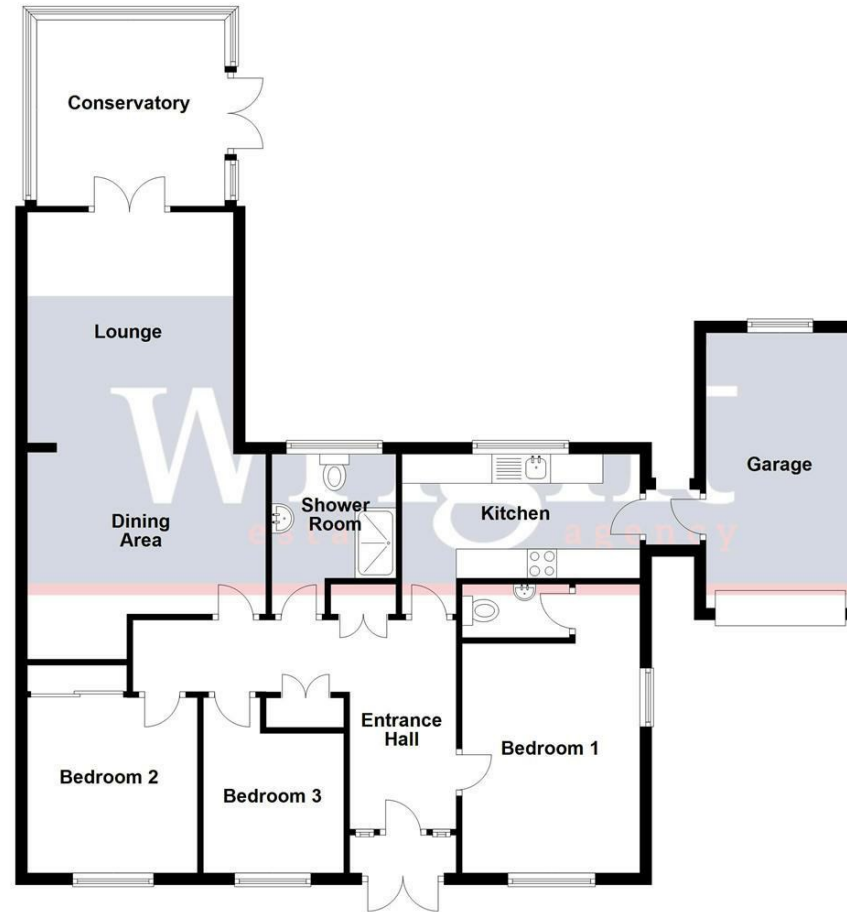 Conservatory
Lounge
Dining
Area
Shower
Room
Kitchen
Garage
Entrance
Hall
Bedroom 1
Bedroom 2
Bedroom 3